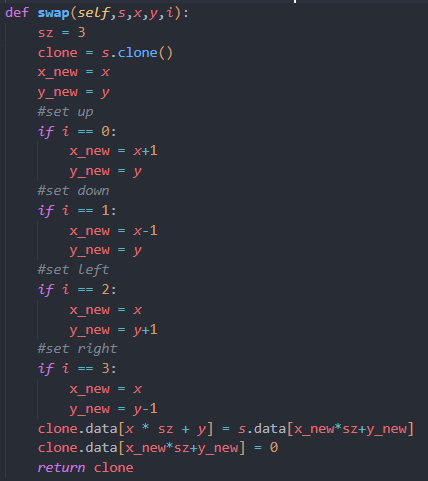 def swap(self,s,x,y,i):
    sz = 3
    clone = s.clone()
    x_new = x
    y_new = y
    #set up
    if i == 0:
        x_new = x+1
        y_new = y
    #set down
    if i == 1:
        x_new = x-1
        y_new = y
    #set left
    if i == 2:
        x_new = x
        y_new = y+1
    #set right
    if i == 3:
        x_new = x
        y_new = y-1
    clone.data[x * sz + y] = s.data[x_new*sz+y_new]
    clone.data[x_new*sz+y_new] = 0
    return clone